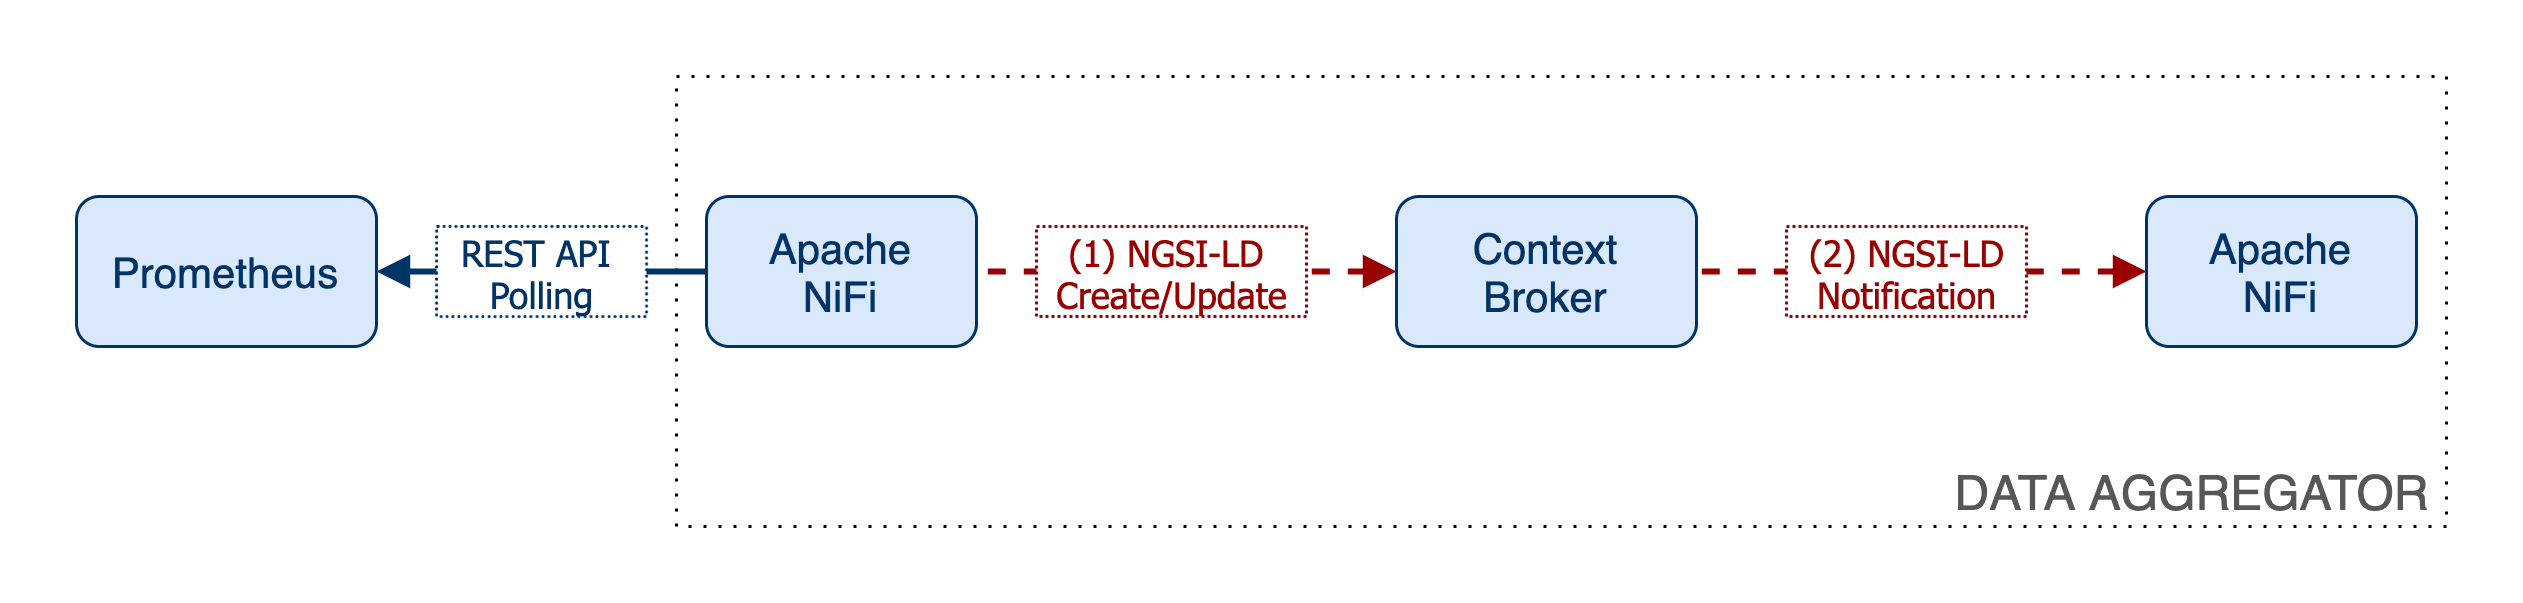 Prometheus
REST API
Polling
Apache
NiFi
(1) NGSI-LD
Create/Update
Context
Broker
(2) NGSI-LD
Notification
Apache
NiFi
DATA AGGREGATOR